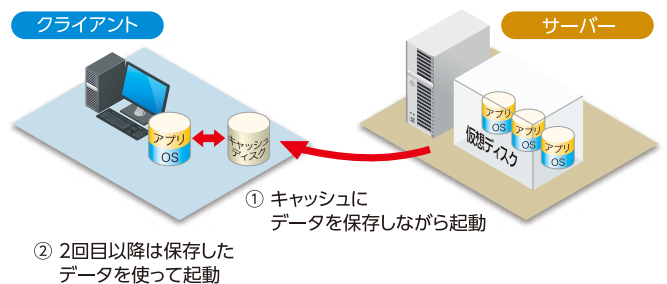 クライアント
サーバー
アプリ
OS
キャッシュ
ディスク
アプリ
OS
アプリ
OS
アプリ
OS
仮想ディスク
① キャッシュに
データを保存しながら起動
② 2回目以降は保存した
データを使って起動